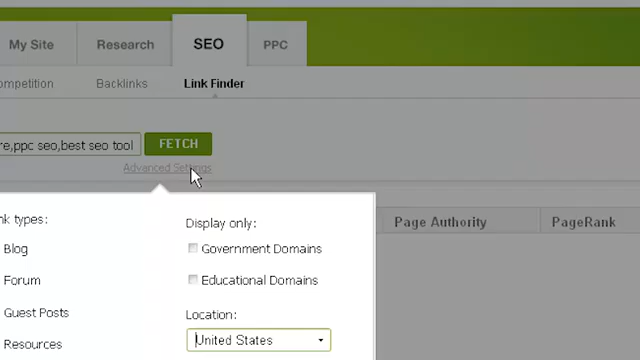 My Site Research SEO PPC
ompetition Backlinks Link Finder
re,ppc seo,best seo tool FETCH
Advanced Settings
nk types: Display only:
Page Authority PageRank
Blog Government Domains
Forum Educational Domains
Guest Posts Location:
Resources United States